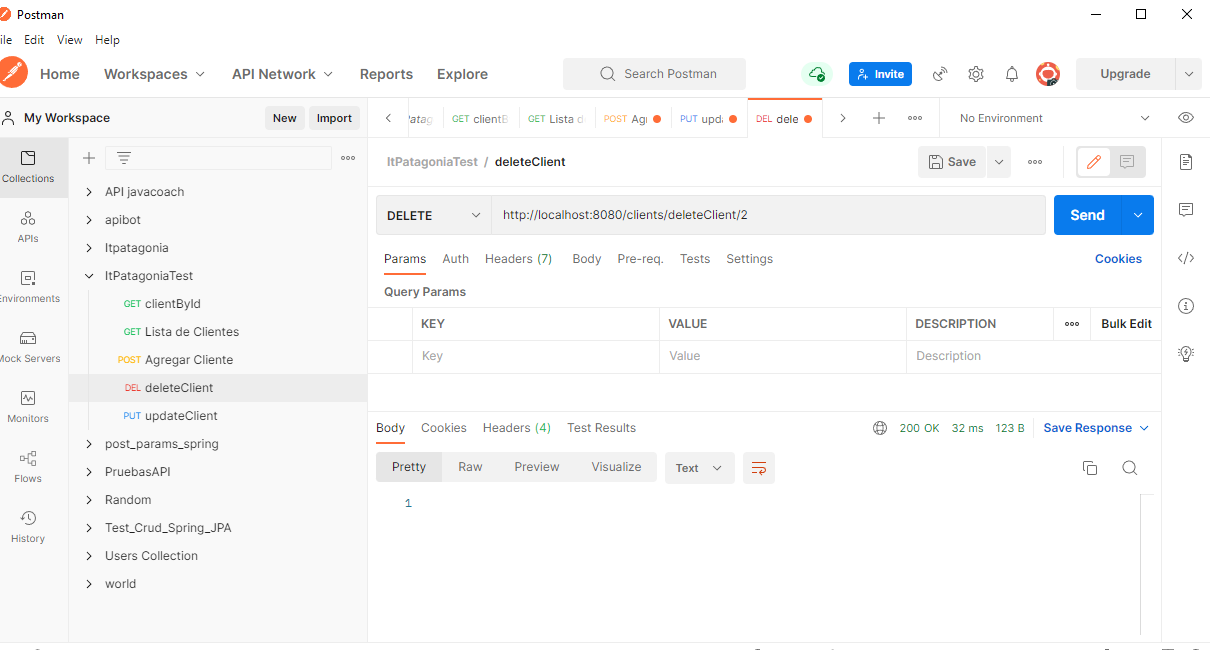 Postman
ile Edit View Help
Home Workspaces API Network Reports Explore Search Postman Invite Upgrade
My Workspace New Import
GET clientB GET Lista d POST Agr PUT upda DEL dele No Environment
Collections
APIs
Environments
Mock Servers
Monitors
Flows
History
API javacoach
apibot
Itpatagonia
ItPatagoniaTest
GET clientById
GET Lista de Clientes
POST Agregar Cliente
DEL deleteClient
PUT updateClient
post_params_spring
PruebasAPI
Random
Test_Crud_Spring_JPA
Users Collection
world
ItPatagoniaTest / deleteClient Save
DELETE http://localhost:8080/clients/deleteClient/2 Send
Params Auth Headers (7) Body Pre-req. Tests Settings Cookies
Query Params
KEY VALUE DESCRIPTION Bulk Edit
Key Value Description
Body Cookies Headers (4) Test Results 200 OK 32 ms 123 B Save Response
Pretty Raw Preview Visualize Text
1